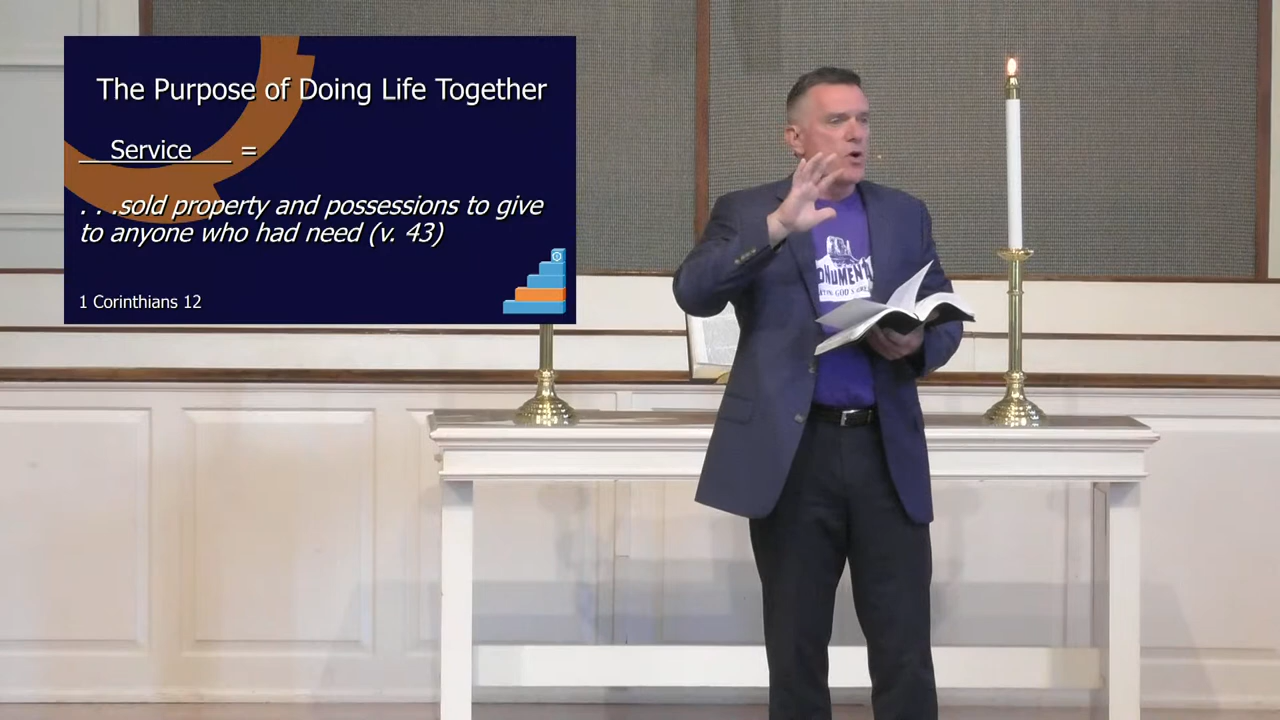 The Purpose of Doing Life Together
Service =
. . .sold property and possessions to give
to anyone who had need (v. 43)
1 Corinthians 12
GOD'S